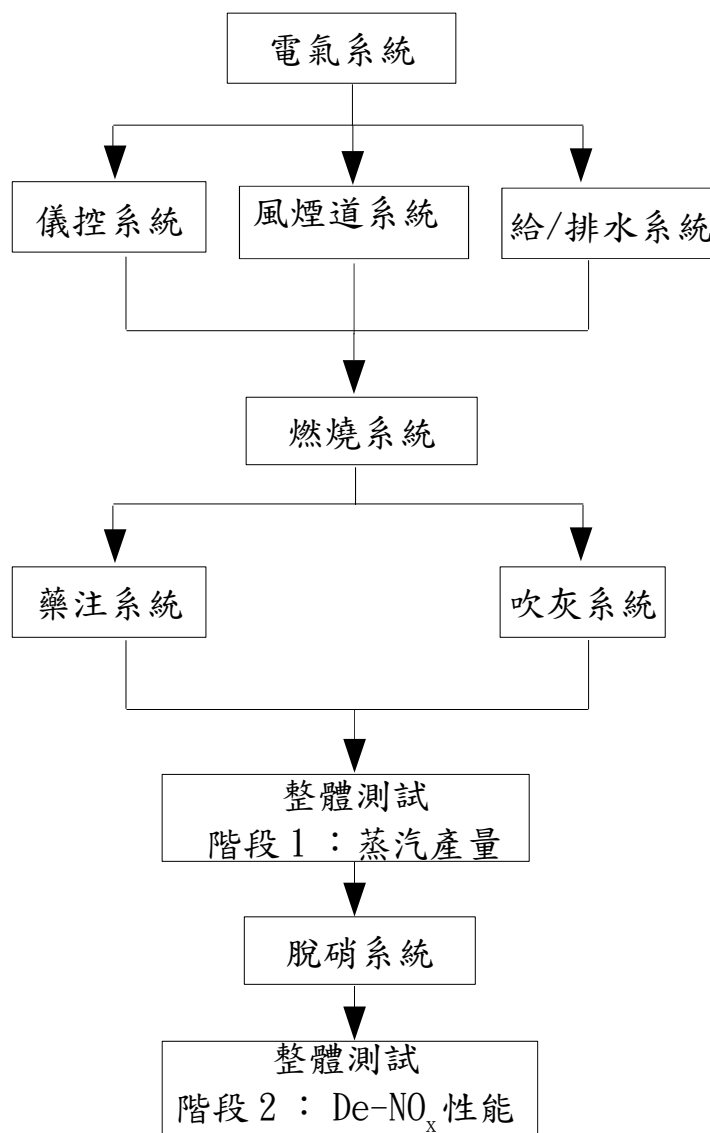 電氣系統
儀控系統
風煙道系統
給/排水系統
燃燒系統
藥注系統
吹灰系統
整體測試
階段1：蒸汽產量
脫硝系統
整體測試
階段2：De-NOx性能